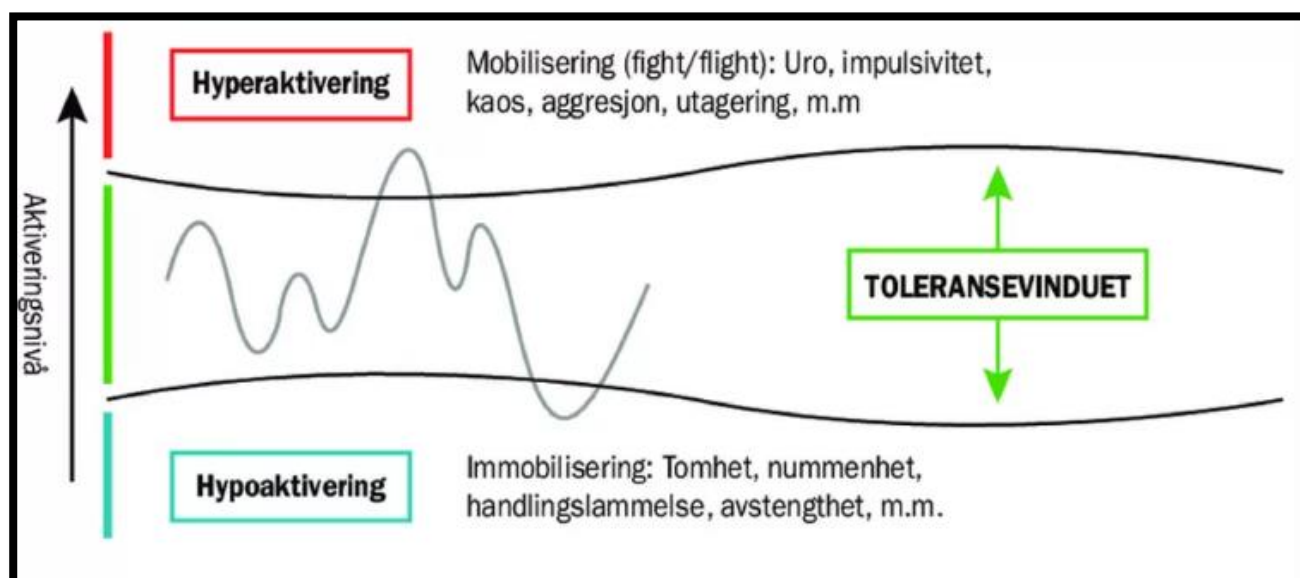 Hyperaktivering
Mobilisering (fight/flight): Uro, impulsivitet,
kaos, aggresjon, utagering, m.m
Aktiveringsnivå
TOLERANSEVINDUET
Hypoaktivering
Immobilisering: Tomhet, nummenhet,
handlingslammelse, avstengthet, m.m.